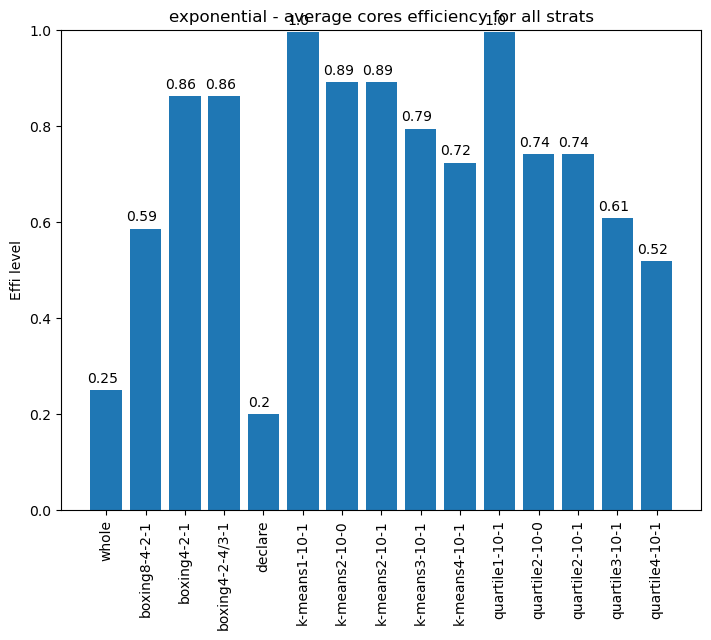 exponential - average cores efficiency for all strats
1.0
1.0
0.89
0.89
0.86
0.86
0.79
0.74
0.74
0.72
0.61
0.59
0.52
0.25
0.2
Effi level
1.0
0.8
0.6
0.4
0.2
0.0
whole
boxing8-4-2-1
boxing4-2-1
boxing4-2-4/3-1
declare
k-means1-10-1
k-means2-10-0
k-means2-10-1
k-means3-10-1
k-means4-10-1
quartile1-10-1
quartile2-10-0
quartile2-10-1
quartile3-10-1
quartile4-10-1